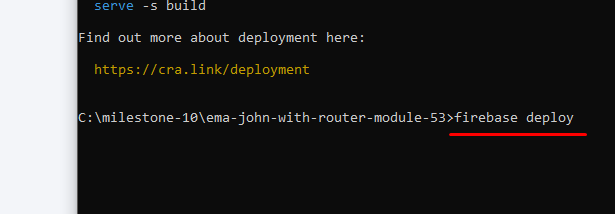 serve -s build
Find out more about deployment here:
https://cra.link/deployment
C:\milestone-10\ema-john-with-router-module-53>firebase deploy